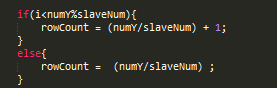 if(i<numY%slaveNum){
    rowCount = (numY/slaveNum) + 1;
}
else{
    rowCount =  (numY/slaveNum) ;
}